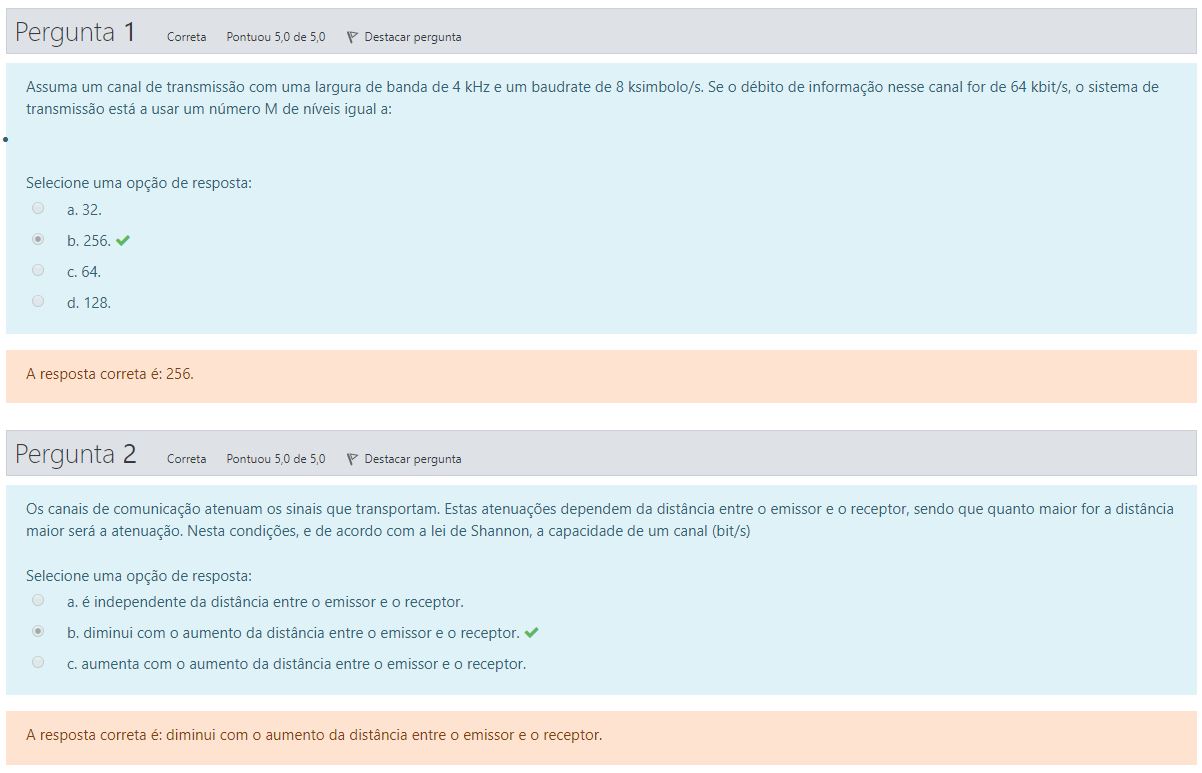 Pergunta 1 Correta Pontuou 5,0 de 5,0 Destacar pergunta
Assuma um canal de transmissão com uma largura de banda de 4 kHz e um baudrate de 8 ksimbolo/s. Se o débito de informação nesse canal for de 64 kbit/s, o sistema de
transmissão está a usar um número M de níveis igual a:
Selecione uma opção de resposta:
a. 32.
b. 256.
c. 64.
d. 128.
A resposta correta é: 256.
Pergunta 2 Correta Pontuou 5,0 de 5,0 Destacar pergunta
Os canais de comunicação atenuam os sinais que transportam. Estas atenuações dependem da distância entre o emissor e o receptor, sendo que quanto maior for a distância
maior será a atenuação. Nesta condições, e de acordo com a lei de Shannon, a capacidade de um canal (bit/s)
Selecione uma opção de resposta:
a. é independente da distância entre o emissor e o receptor.
b. diminui com o aumento da distância entre o emissor e o receptor.
c. aumenta com o aumento da distância entre o emissor e o receptor.
A resposta correta é: diminui com o aumento da distância entre o emissor e o receptor.